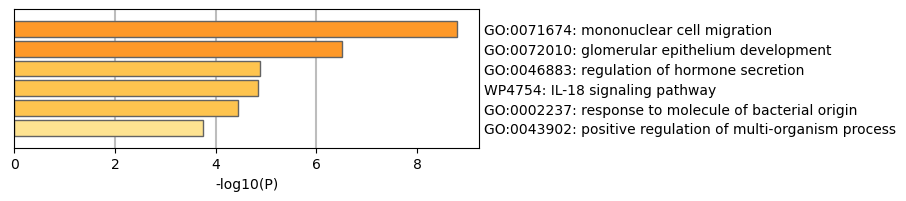 GO:0071674: mononuclear cell migration
GO:0072010: glomerular epithelium development
GO:0046883: regulation of hormone secretion
WP4754: IL-18 signaling pathway
GO:0002237: response to molecule of bacterial origin
GO:0043902: positive regulation of multi-organism process
0 2 4 6 8
-log10(P)